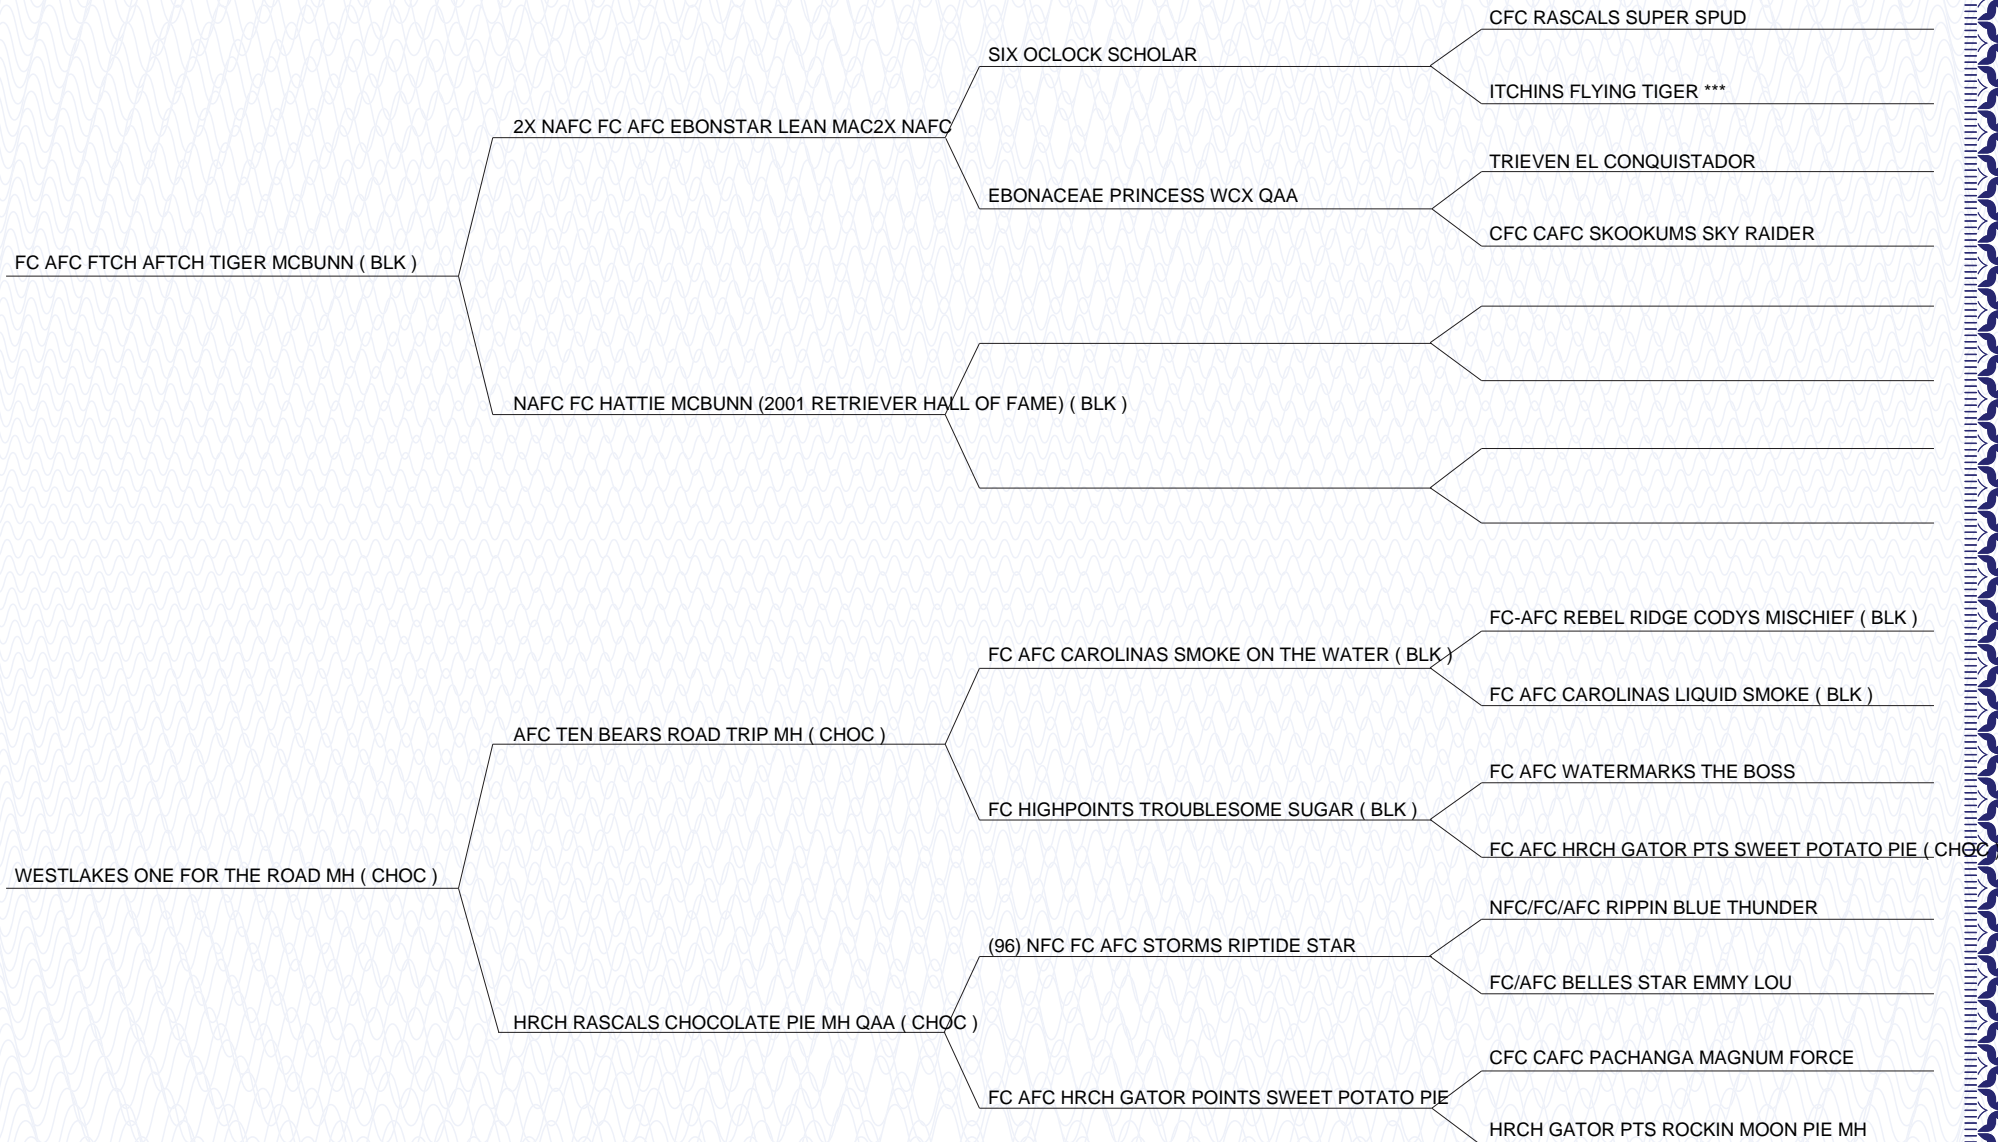 CFC RASCALS SUPER SPUD
SIX OCLOCK SCHOLAR
ITCHINS FLYING TIGER ***
2X NAFC FC AFC EBONSTAR LEAN MAC2X NAFC
TRIEVEN EL CONQUISTADOR
EBONACEAE PRINCESS WCX QAA
CFC CAFC SKOOKUMS SKY RAIDER
FC AFC FTCH AFTCH TIGER MCBUNN ( BLK )
NAFC FC HATTIE MCBUNN (2001 RETRIEVER HALL OF FAME) ( BLK )
FC-AFC REBEL RIDGE CODYS MISCHIEF ( BLK )
FC AFC CAROLINAS SMOKE ON THE WATER ( BLK )
FC AFC CAROLINAS LIQUID SMOKE ( BLK )
AFC TEN BEARS ROAD TRIP MH ( CHOC )
FC AFC WATERMARKS THE BOSS
FC HIGHPOINTS TROUBLESOME SUGAR ( BLK )
FC AFC HRCH GATOR PTS SWEET POTATO PIE ( CHOC )
WESTLAKES ONE FOR THE ROAD MH ( CHOC )
NFC/FC/AFC RIPPIN BLUE THUNDER
(96) NFC FC AFC STORMS RIPTIDE STAR
FC/AFC BELLES STAR EMMY LOU
HRCH RASCALS CHOCOLATE PIE MH QAA ( CHOC )
CFC CAFC PACHANGA MAGNUM FORCE
FC AFC HRCH GATOR POINTS SWEET POTATO PIE
HRCH GATOR PTS ROCKIN MOON PIE MH